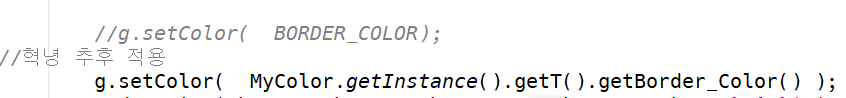 //g.setColor(  BORDER_COLOR);
//혁녕 추후 적용
g.setColor(  MyColor.getInstance().getT().getBorder_Color() );